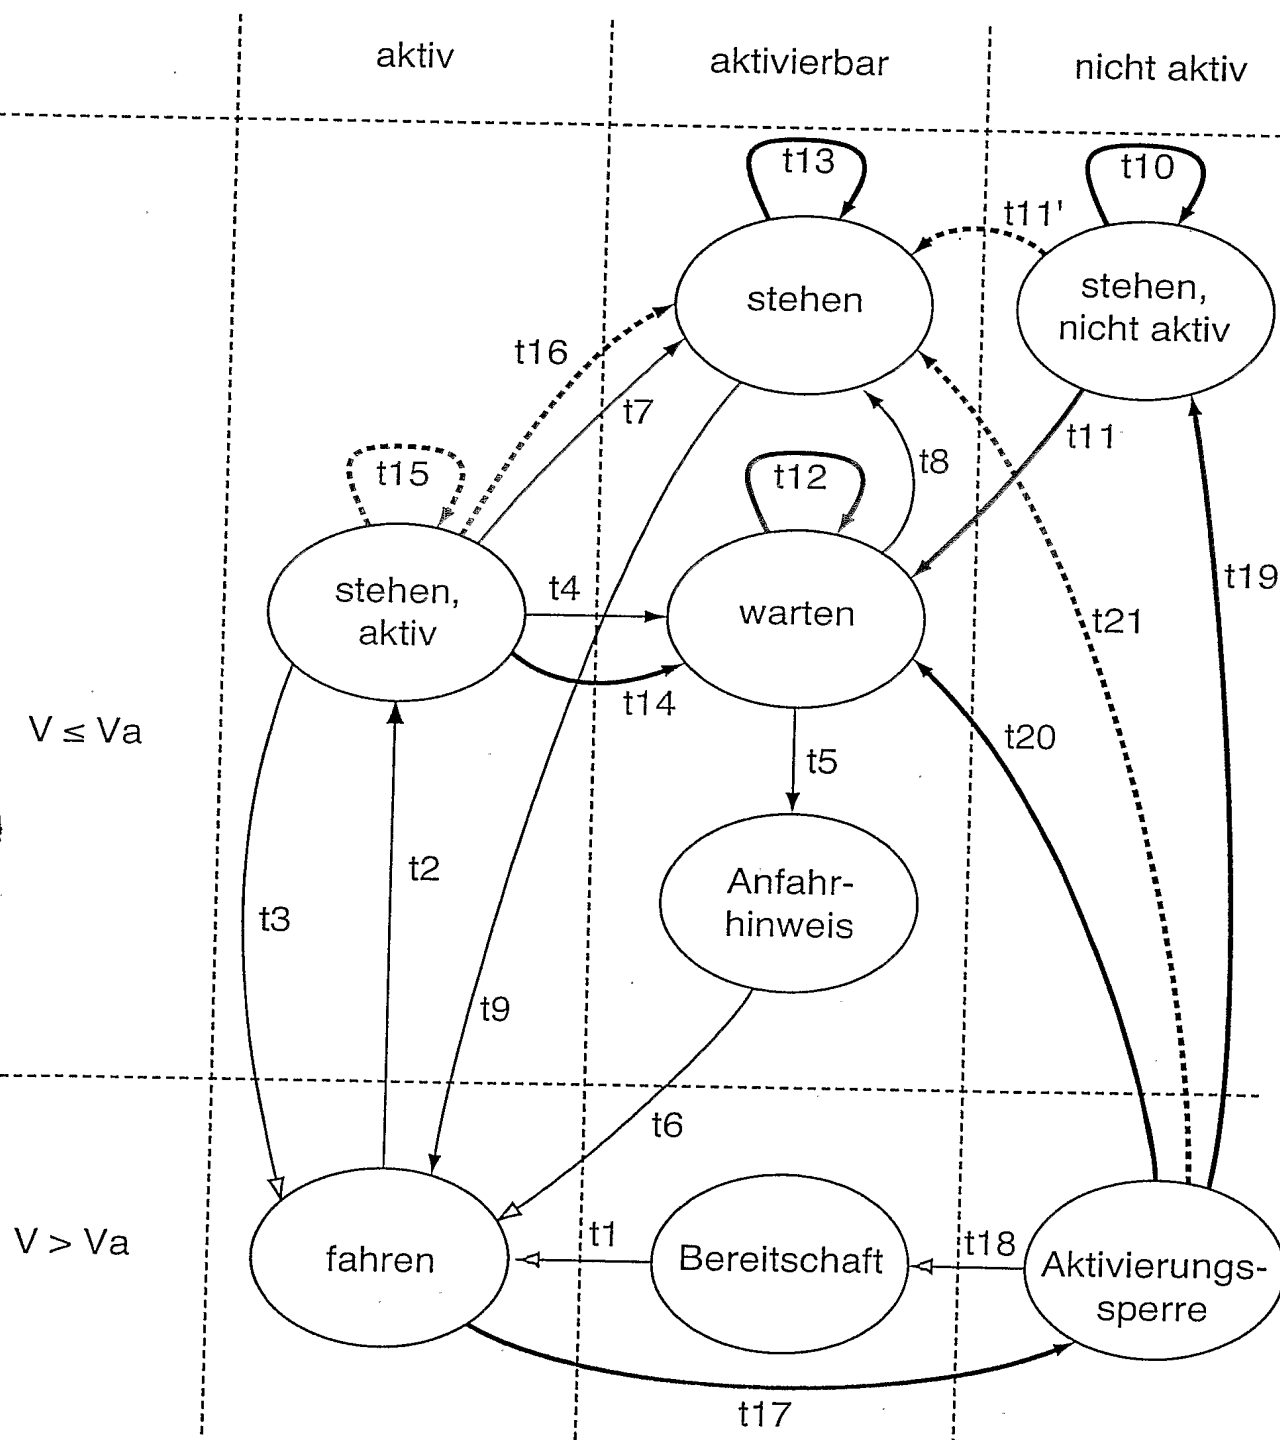 aktiv
aktivierbar
nicht aktiv
t13
t10
t11'
stehen
stehen,
nicht aktiv
t16
t7
t11
t8
t15
t12
t19
t4
stehen,
aktiv
warten
t21
t14
V ≤ Va
t20
t5
t2
Anfahr-
hinweis
t3
t9
t6
V > Va
t1
t18
fahren
Bereitschaft
Aktivierungs-
sperre
t17